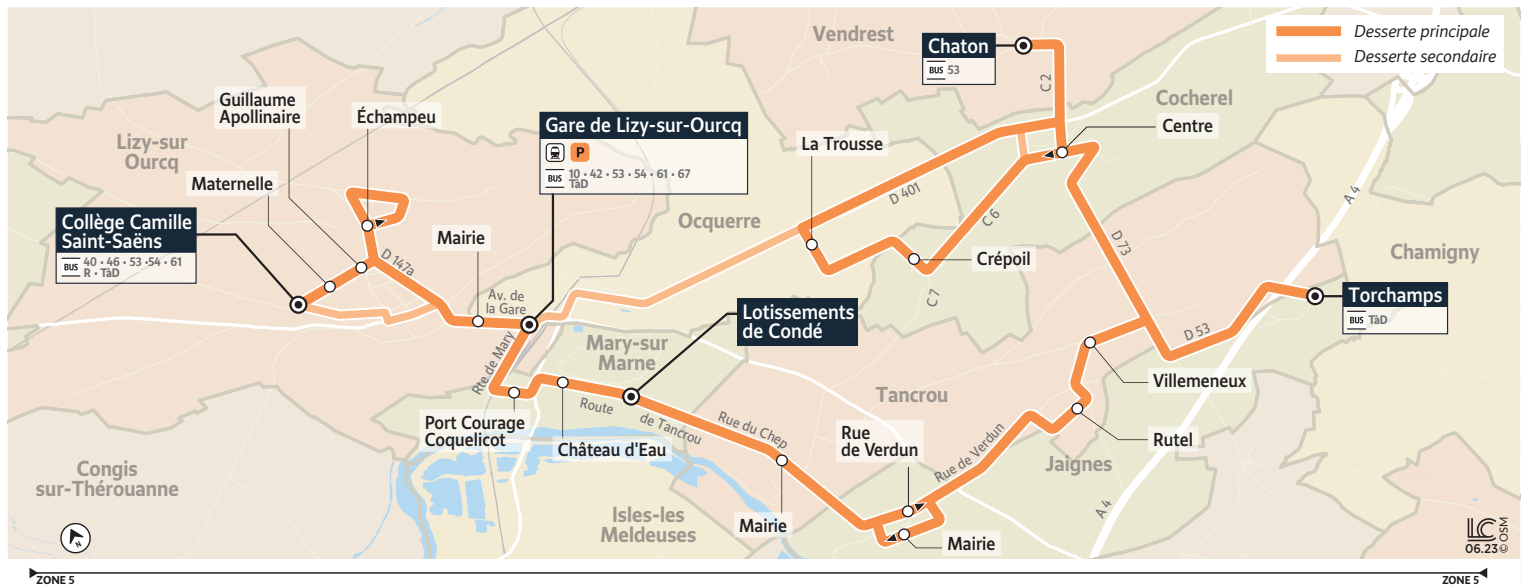 Desserte principale
Desserte secondaire
Vendrest
Chaton
BUS 53
C 2
Cocherel
Centre
Guillaume
Apollinaire
Échampeu
Gare de Lizy-sur-Ourcq
P
BUS 10 • 42 • 53 • 54 • 61 • 67
TàD
Lizy-sur
Ourcq
La Trousse
Maternelle
D 401
C 6
A 4
Ocquerre
Collège Camille
Saint-Saëns
BUS 40 • 46 • 53 •54 • 61
R • TàD
Mairie
D 147a
D 73
Chamigny
Crépoil
C 7
Av. de
la Gare
Torchamps
BUS TàD
Lotissements
de Condé
D 53
Mary-sur
Marne
Rte de Mary
Villemeneux
Tancrou
Port Courage
Coquelicot
Route
de Tancrou
Rue du Chep
Château d'Eau
Rue
de Verdun
Rue de Verdun
Rutel
Jaignes
Congis
sur-Thérouanne
A 4
Isles-les
Meldeuses
Mairie
Mairie
N
LC
06.23 © OSM
ZONE 5
ZONE 5